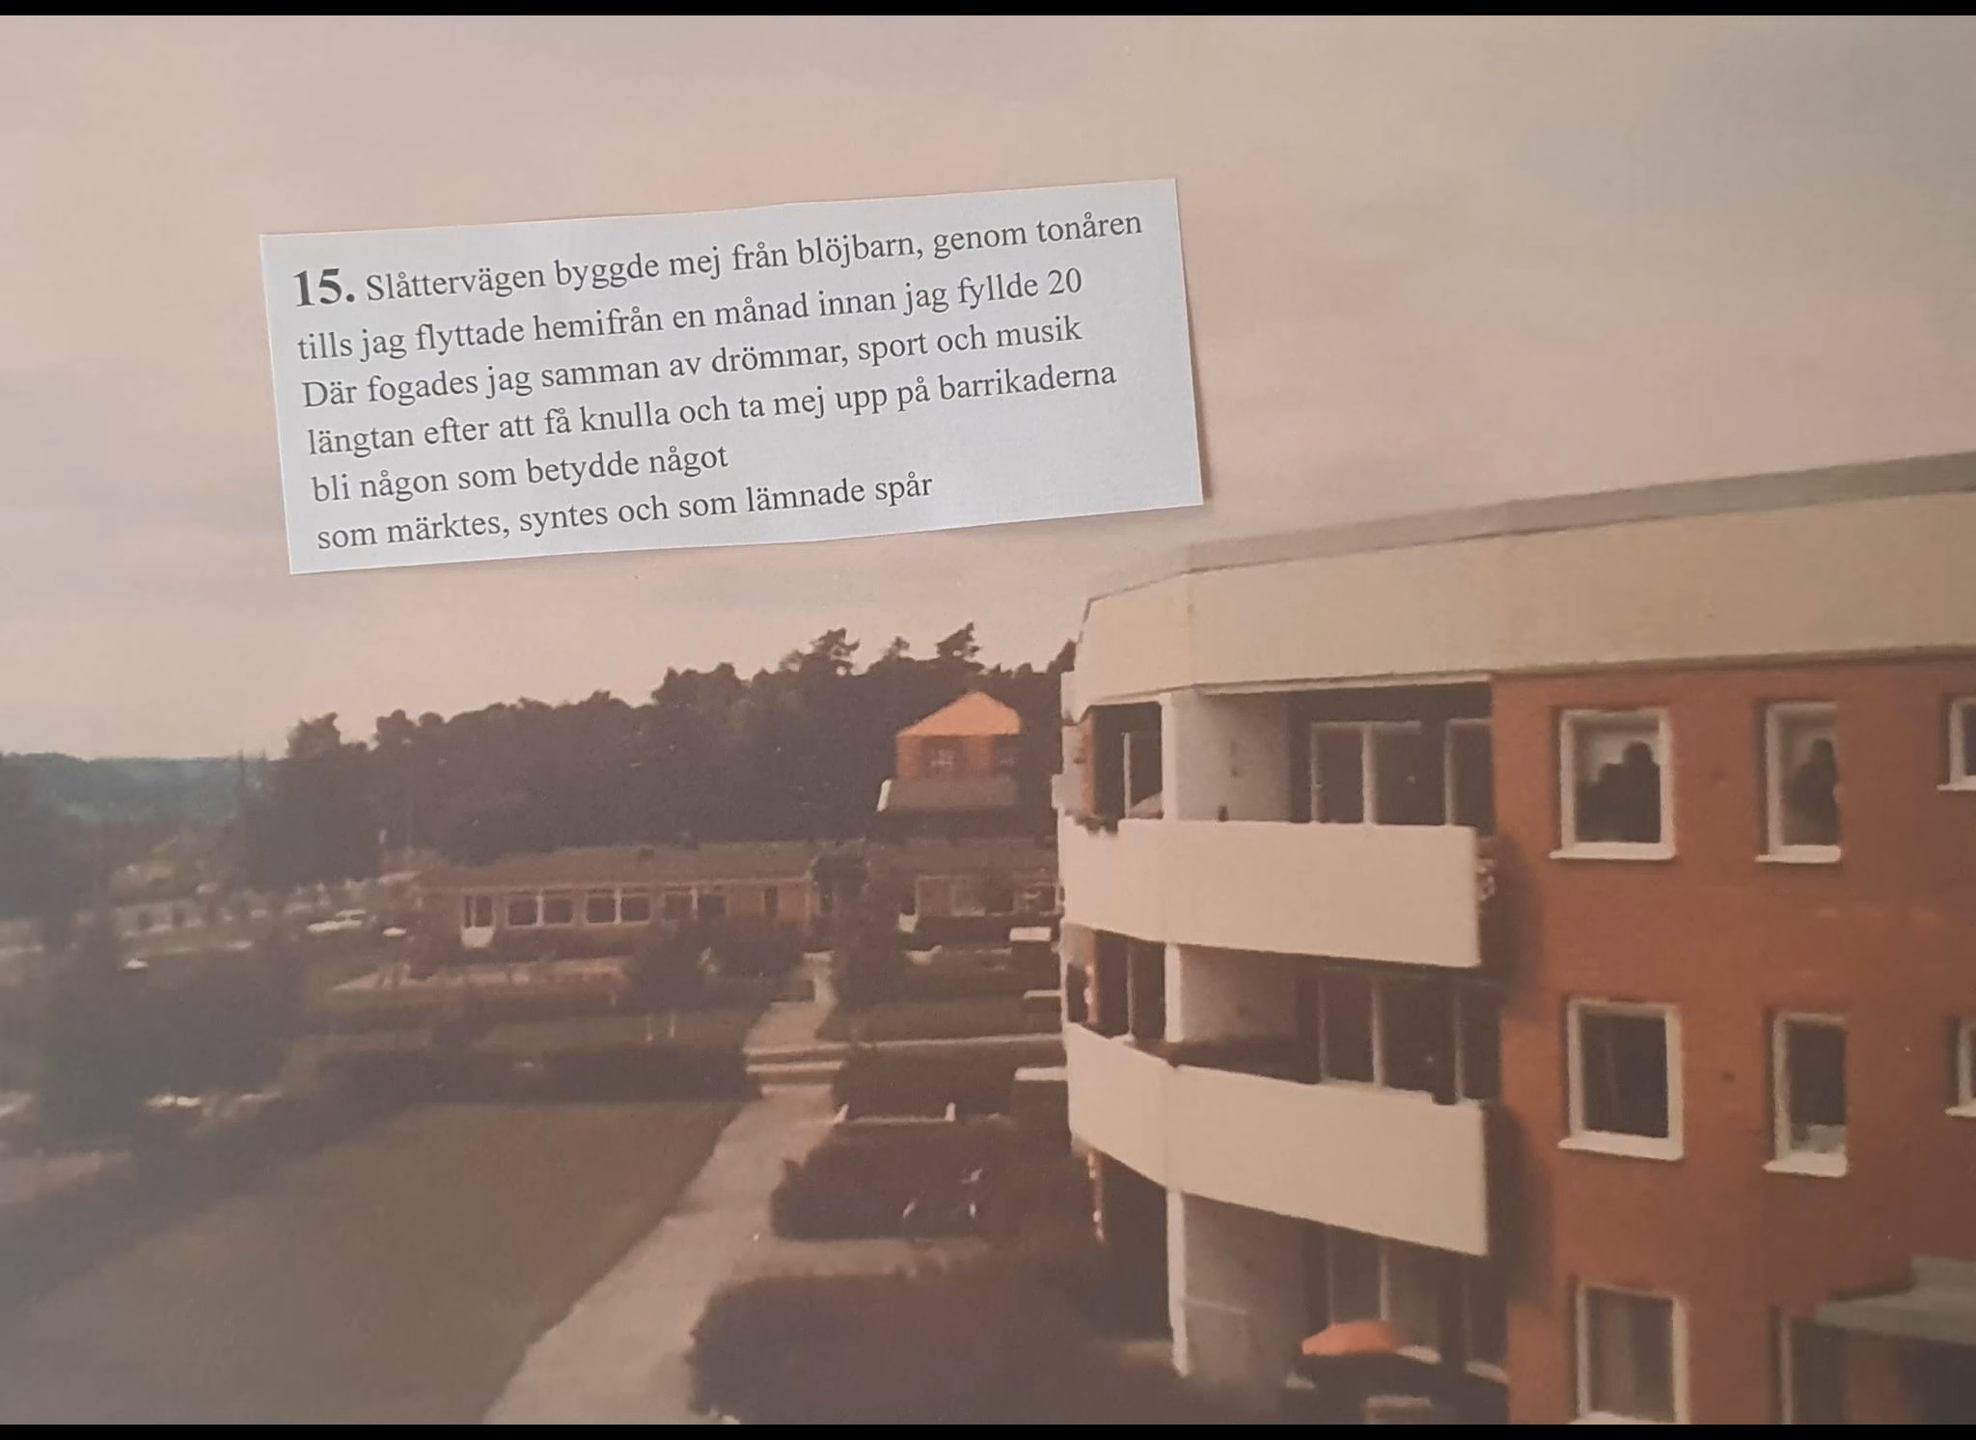 15. Slåttervägen byggde mej från blöjbarn, genom tonåren
tills jag flyttade hemifrån en månad innan jag fyllde 20
Där fogades jag samman av drömmar, sport och musik
längtan efter att få knulla och ta mej upp på barrikaderna
bli någon som betydde något
som märktes, syntes och som lämnade spår